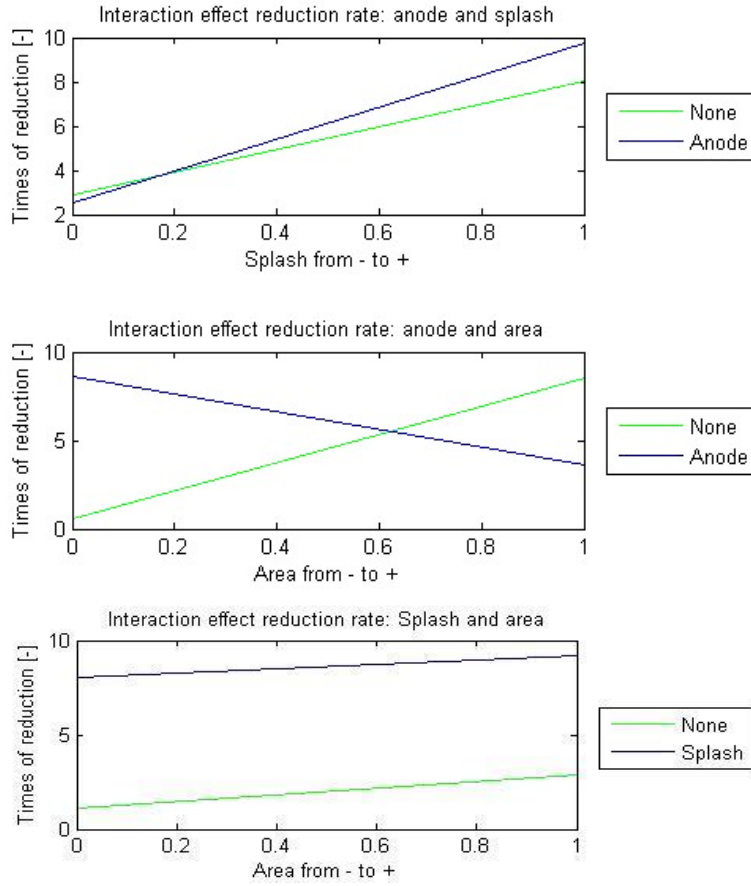 Interaction effect reduction rate: anode and splash
Times of reduction [-]
10
8
6
4
2
0
0.2
0.4
0.6
0.8
1
Splash from - to +
None
Anode
Interaction effect reduction rate: anode and area
Times of reduction [-]
10
5
0
0
0.2
0.4
0.6
0.8
1
Area from - to +
None
Anode
Interaction effect reduction rate: Splash and area
Times of reduction [-]
10
5
0
0
0.2
0.4
0.6
0.8
1
Area from - to +
None
Splash